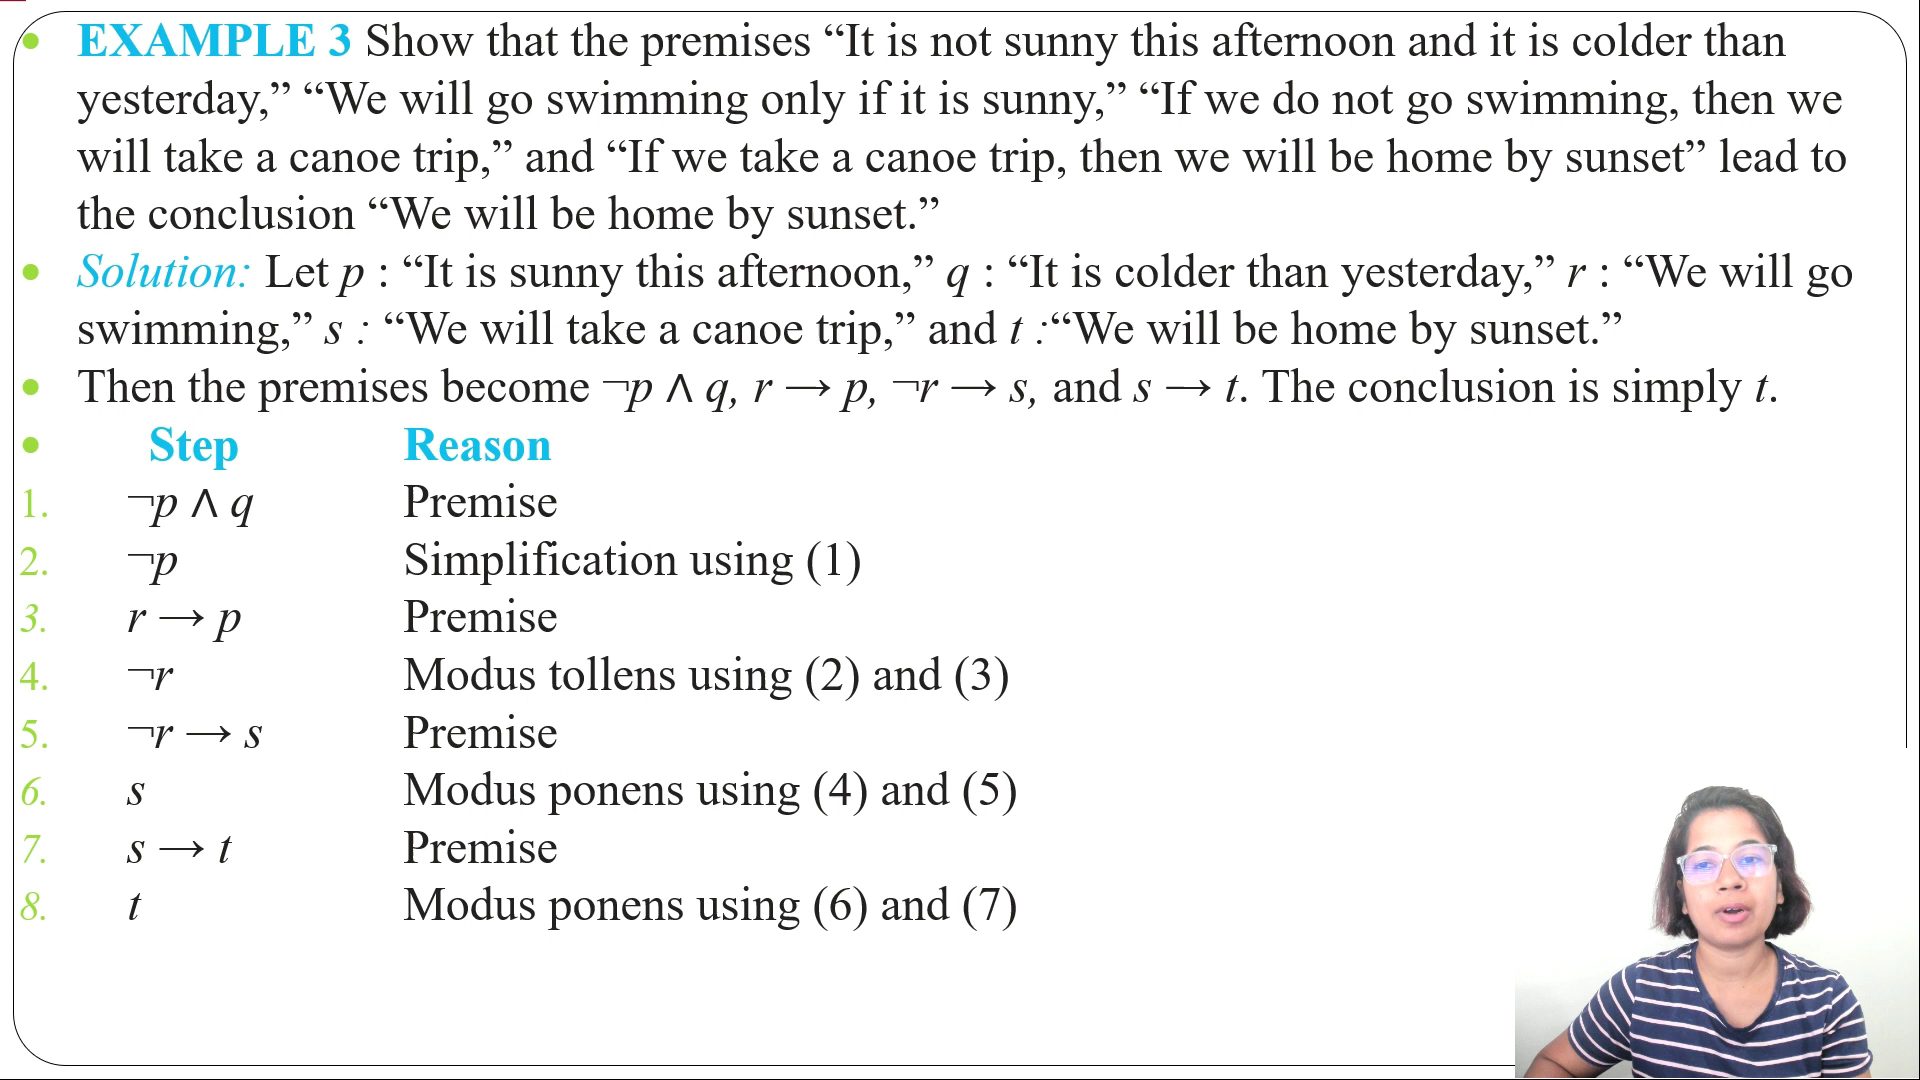 • EXAMPLE 3 Show that the premises “It is not sunny this afternoon and it is colder than
yesterday,” “We will go swimming only if it is sunny,” “If we do not go swimming, then we
will take a canoe trip,” and “If we take a canoe trip, then we will be home by sunset” lead to
the conclusion “We will be home by sunset.”
• Solution: Let p : “It is sunny this afternoon,” q : “It is colder than yesterday,” r : “We will go
swimming,” s : “We will take a canoe trip,” and t :“We will be home by sunset.”
• Then the premises become ¬p ∧ q, r → p, ¬r → s, and s → t. The conclusion is simply t.
• Step Reason
1. ¬p ∧ q Premise
2. ¬p Simplification using (1)
3. r → p Premise
4. ¬r Modus tollens using (2) and (3)
5. ¬r → s Premise
6. s Modus ponens using (4) and (5)
7. s → t Premise
8. t Modus ponens using (6) and (7)